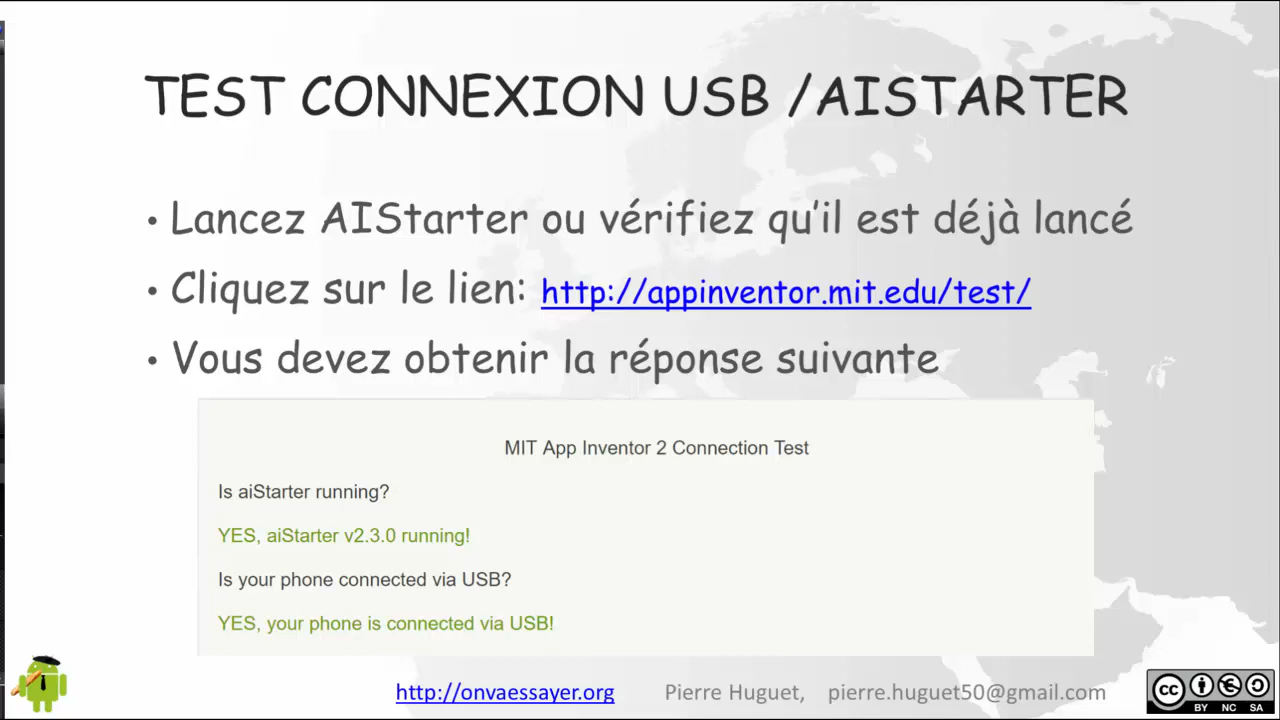 TEST CONNEXION USB /AISTARTER
• Lancez AIStarter ou vérifiez qu'il est déjà lancé
• Cliquez sur le lien: http://appinventor.mit.edu/test/
• Vous devez obtenir la réponse suivante
MIT App Inventor 2 Connection Test
Is aiStarter running?
YES, aiStarter v2.3.0 running!
Is your phone connected via USB?
YES, your phone is connected via USB!
http://onvaessayer.org Pierre Huguet, pierre.huguet50@gmail.com
cc BY NC SA